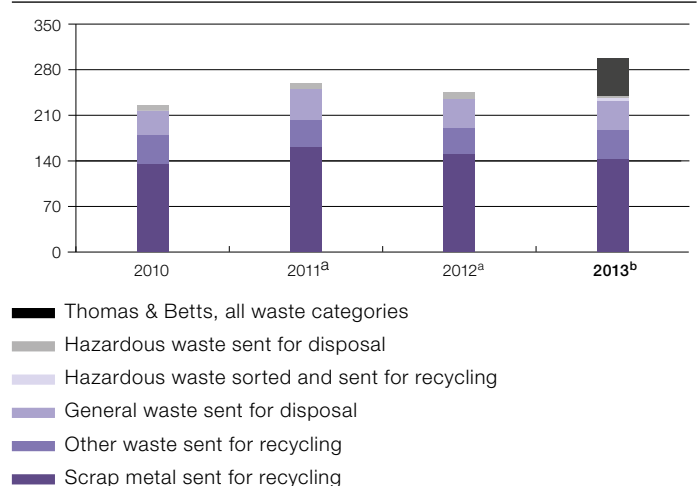 350
280
210
140
70
0
2010 2011a 2012a 2013b
Thomas & Betts, all waste categories
Hazardous waste sent for disposal
Hazardous waste sorted and sent for recycling
General waste sent for disposal
Other waste sent for recycling
Scrap metal sent for recycling